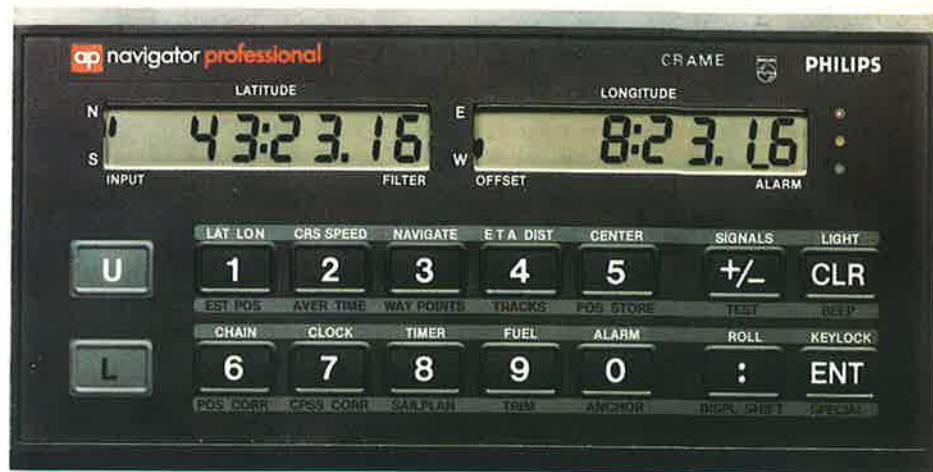 ap navigator professional CRAME PHILIPS
LATITUDE LONGITUDE
N 43:23.16 E 8:23.16
S W
INPUT FILTER OFFSET ALARM
LAT LON CRS SPEED NAVIGATE ETA DIST CENTER SIGNALS LIGHT
U 1 2 3 4 5 +/- CLR
EST POS AVER TIME WAY POINTS TRACKS POS STORE TEST BEEP
CHAIN CLOCK TIMER FUEL ALARM ROLL KEYLOCK
L 6 7 8 9 0 : ENT
POS CORR CPSS CORR SAILPLAN TRIM ANCHOR DISPL SHIFT SPECIAL